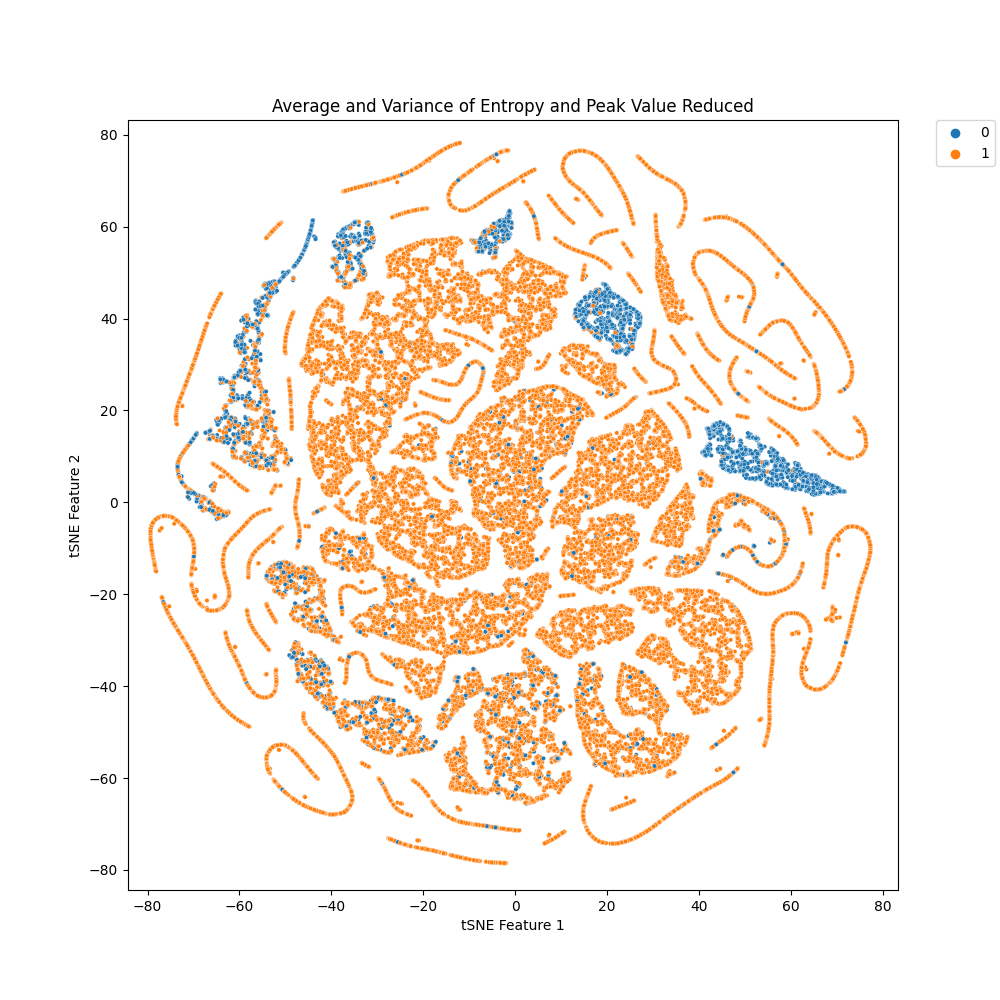 Average and Variance of Entropy and Peak Value Reduced
0
1
80
60
40
20
0
−20
−40
−60
−80
tSNE Feature 2
−80 −60 −40 −20 0 20 40 60 80
tSNE Feature 1